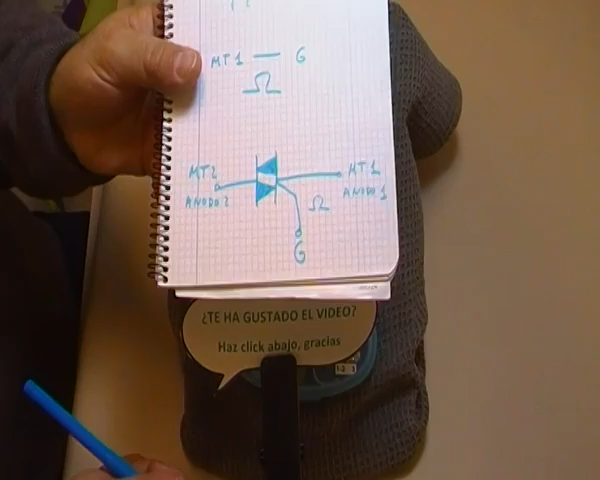 MT1 — G
Ω
MT2
MT1
ANODO 2
ANODO 1
Ω
G
¿TE HA GUSTADO EL VIDEO?
Haz click abajo, gracias